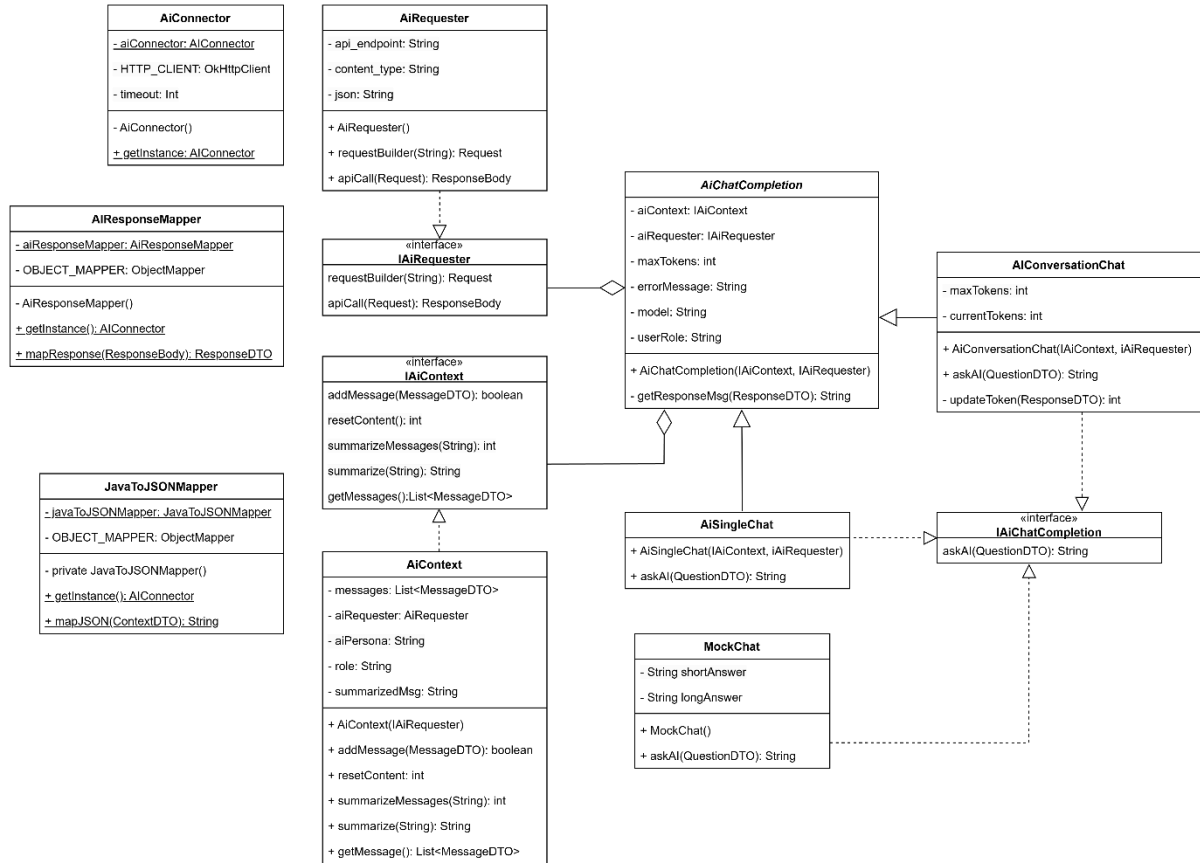 AiConnector
- aiConnector: AIConnector
- HTTP_CLIENT: OkHttpClient
- timeout: Int
- AiConnector()
+ getInstance: AIConnector
AiRequester
- api_endpoint: String
- content_type: String
- json: String
+ AiRequester()
+ requestBuilder(String): Request
+ apiCall(Request): ResponseBody
AIResponseMapper
- aiResponseMapper: AiResponseMapper
- OBJECT_MAPPER: ObjectMapper
- AiResponseMapper()
+ getInstance(): AIConnector
+ mapResponse(ResponseBody): ResponseDTO
«interface»
IAiRequester
requestBuilder(String): Request
apiCall(Request): ResponseBody
AiChatCompletion
- aiContext: IAiContext
- aiRequester: IAiRequester
- maxTokens: int
- errorMessage: String
- model: String
- userRole; String
+ AiChatCompletion(IAiContext, IAiRequester)
- getResponseMsg(ResponseDTO): String
AIConversationChat
- maxTokens: int
- currentTokens: int
+ AiConversationChat(IAiContext, iAiRequester)
+ askAI(QuestionDTO): String
- updateToken(ResponseDTO): int
«interface»
IAiContext
addMessage(MessageDTO): boolean
resetContent(): int
summarizeMessages(String): int
summarize(String): String
getMessages():List<MessageDTO>
JavaToJSONMapper
- javaToJSONMapper: JavaToJSONMapper
- OBJECT_MAPPER: ObjectMapper
- private JavaToJSONMapper()
+ getInstance(): AIConnector
+ mapJSON(ContextDTO): String
AiSingleChat
+ AiSingleChat(IAiContext, iAiRequester)
+ askAI(QuestionDTO): String
«interface»
IAiChatCompletion
askAI(QuestionDTO): String
AiContext
- messages: List<MessageDTO>
- aiRequester: AiRequester
- aiPersona: String
- role: String
- summarizedMsg: String
+ AiContext(IAiRequester)
+ addMessage(MessageDTO): boolean
+ resetContent: int
+ summarizeMessages(String): int
+ summarize(String): String
+ getMessage(): List<MessageDTO>
MockChat
- String shortAnswer
- String longAnswer
+ MockChat()
+ askAI(QuestionDTO): String